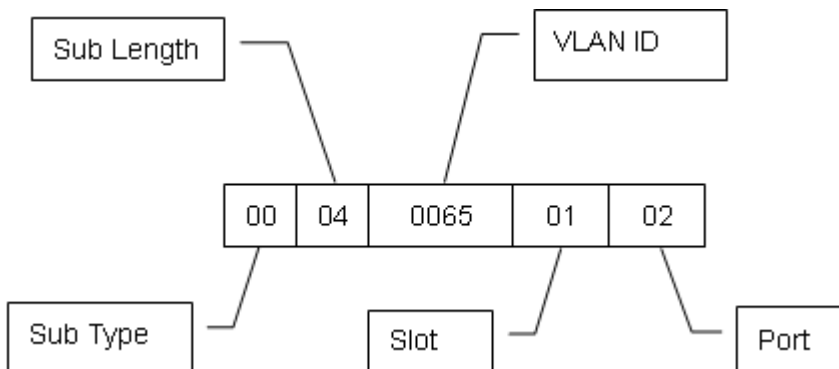 Sub Length
VLAN ID
00 04 0065 01 02
Sub Type
Slot
Port